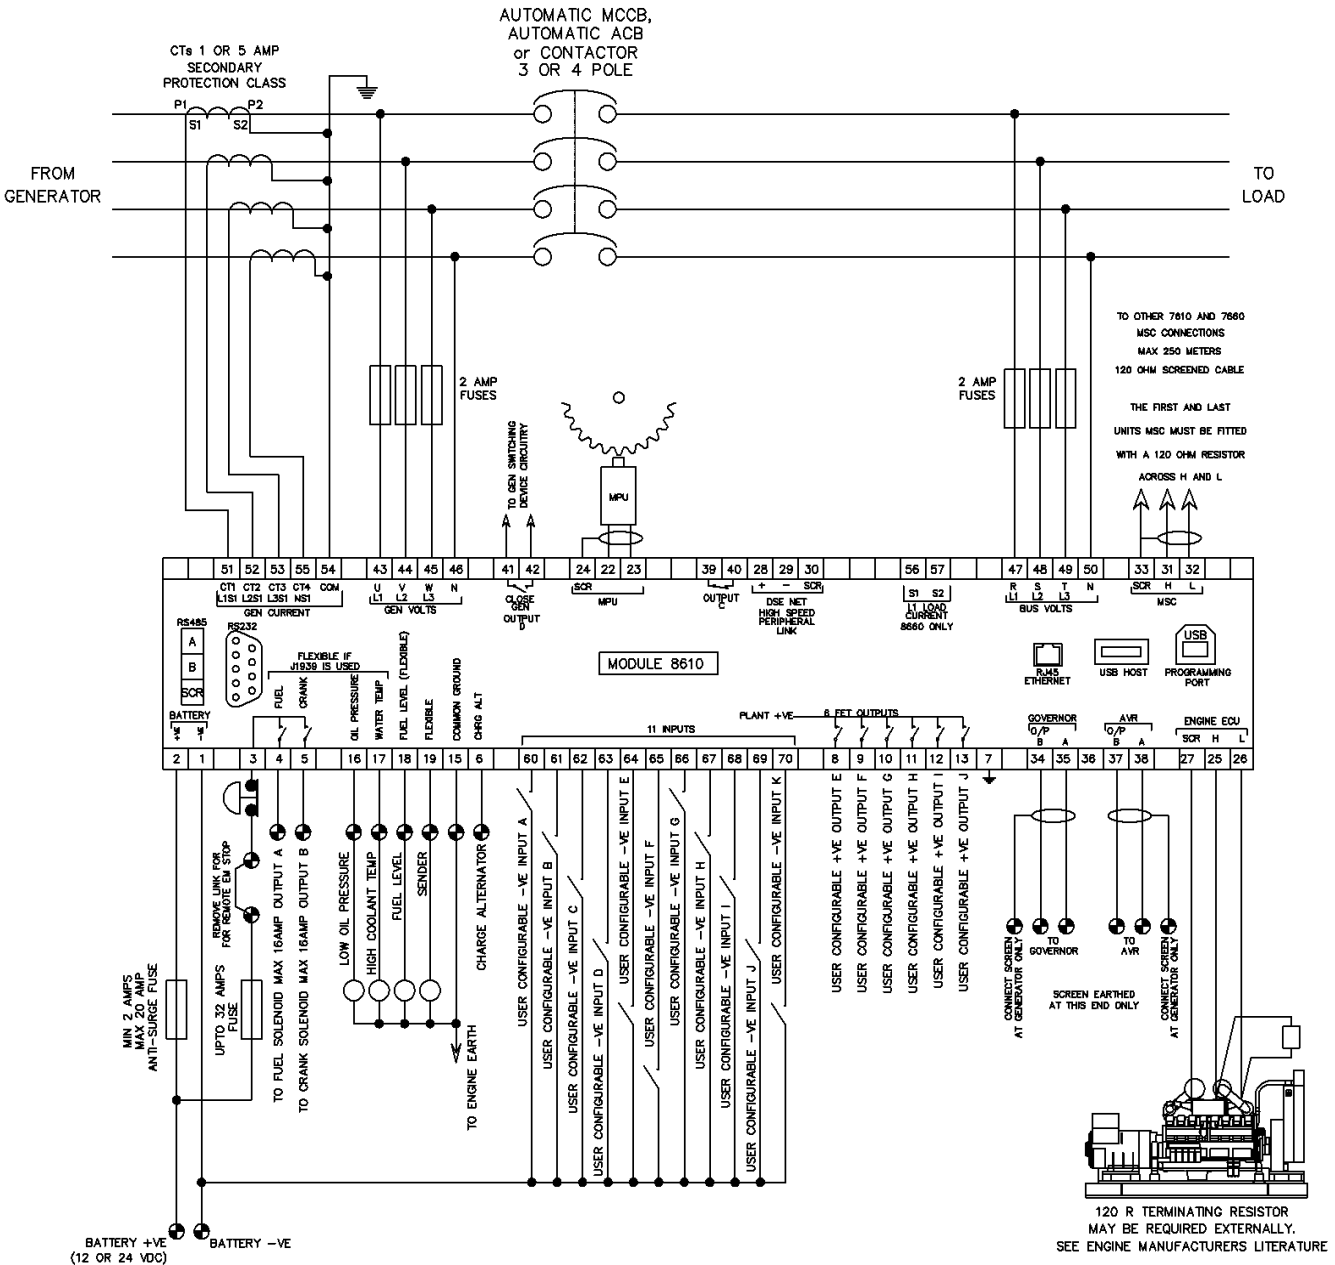 AUTOMATIC MCCB,
AUTOMATIC ACB
or CONTACTOR
3 OR 4 POLE
CTs 1 OR 5 AMP
SECONDARY
PROTECTION CLASS
P1
P2
S1
S2
FROM
GENERATOR
TO
LOAD
TO OTHER 7610 AND 7660
MSC CONNECTIONS
MAX 250 METERS
120 OHM SCREENED CABLE
THE FIRST AND LAST
UNITS MSC MUST BE FITTED
WITH A 120 OHM RESISTOR
ACROSS H AND L
2 AMP
FUSES
2 AMP
FUSES
TO GEN SWITCHING
DEVICE CIRCUITRY
MPU
51 52 53 55 54
43 44 45 46
41 42
24 22 23
39 40 28 29 30
56 57
47 48 49 50
33 31 32
CT1 CT2 CT3 CT4 COM
L1S1 L2S1 L3S1 NS1
GEN CURRENT
U V W N
L1 L2 L3
GEN VOLTS
CLOSE
GEN
OUTPUT
D
SCR
MPU
OUTPUT
C
+ − SCR
DSE NET
HIGH SPEED
PERIPHERAL
LINK
S1 S2
L1 LOAD
CURRENT
8660 ONLY
R S T N
L1 L2 L3
BUS VOLTS
SCR H L
MSC
RS485
A
B
SCR
RS232
BATTERY
+VE
−VE
FLEXIBLE IF
J1939 IS USED
FUEL
CRANK
OIL PRESSURE
WATER TEMP
FUEL LEVEL (FLEXIBLE)
FLEXIBLE
COMMON GROUND
CHRG ALT
MODULE 8610
11 INPUTS
PLANT +VE
6 FET OUTPUTS
RJ45
ETHERNET
USB HOST
USB
PROGRAMMING
PORT
GOVERNOR
O/P
B A
AVR
O/P
B A
ENGINE ECU
SCR H L
2 1 3 4 5
16 17 18 19 15 6
60 61 62 63 64 65 66 67 68 69 70
8 9 10 11 12 13 7
34 35 36 37 38
27 25 26
REMOVE LINK FOR
FOR REMOTE EM STOP
MIN 2 AMPS
MAX 20 AMP
ANTI-SURGE FUSE
UPTO 32 AMPS
FUSE
TO FUEL SOLENOID MAX 16AMP OUTPUT A
TO CRANK SOLENOID MAX 16AMP OUTPUT B
LOW OIL PRESSURE
HIGH COOLANT TEMP
FUEL LEVEL
SENDER
TO ENGINE EARTH
CHARGE ALTERNATOR
USER CONFIGURABLE −VE INPUT A
USER CONFIGURABLE −VE INPUT B
USER CONFIGURABLE −VE INPUT C
USER CONFIGURABLE −VE INPUT D
USER CONFIGURABLE −VE INPUT E
USER CONFIGURABLE −VE INPUT F
USER CONFIGURABLE −VE INPUT G
USER CONFIGURABLE −VE INPUT H
USER CONFIGURABLE −VE INPUT I
USER CONFIGURABLE −VE INPUT J
USER CONFIGURABLE −VE INPUT K
USER CONFIGURABLE +VE OUTPUT E
USER CONFIGURABLE +VE OUTPUT F
USER CONFIGURABLE +VE OUTPUT G
USER CONFIGURABLE +VE OUTPUT H
USER CONFIGURABLE +VE OUTPUT I
USER CONFIGURABLE +VE OUTPUT J
CONNECT SCREEN
AT GENERATOR ONLY
TO
GOVERNOR
TO
AVR
CONNECT SCREEN
AT GENERATOR ONLY
SCREEN EARTHED
AT THIS END ONLY
BATTERY +VE
(12 OR 24 VDC)
BATTERY −VE
120 R TERMINATING RESISTOR
MAY BE REQUIRED EXTERNALLY.
SEE ENGINE MANUFACTURERS LITERATURE